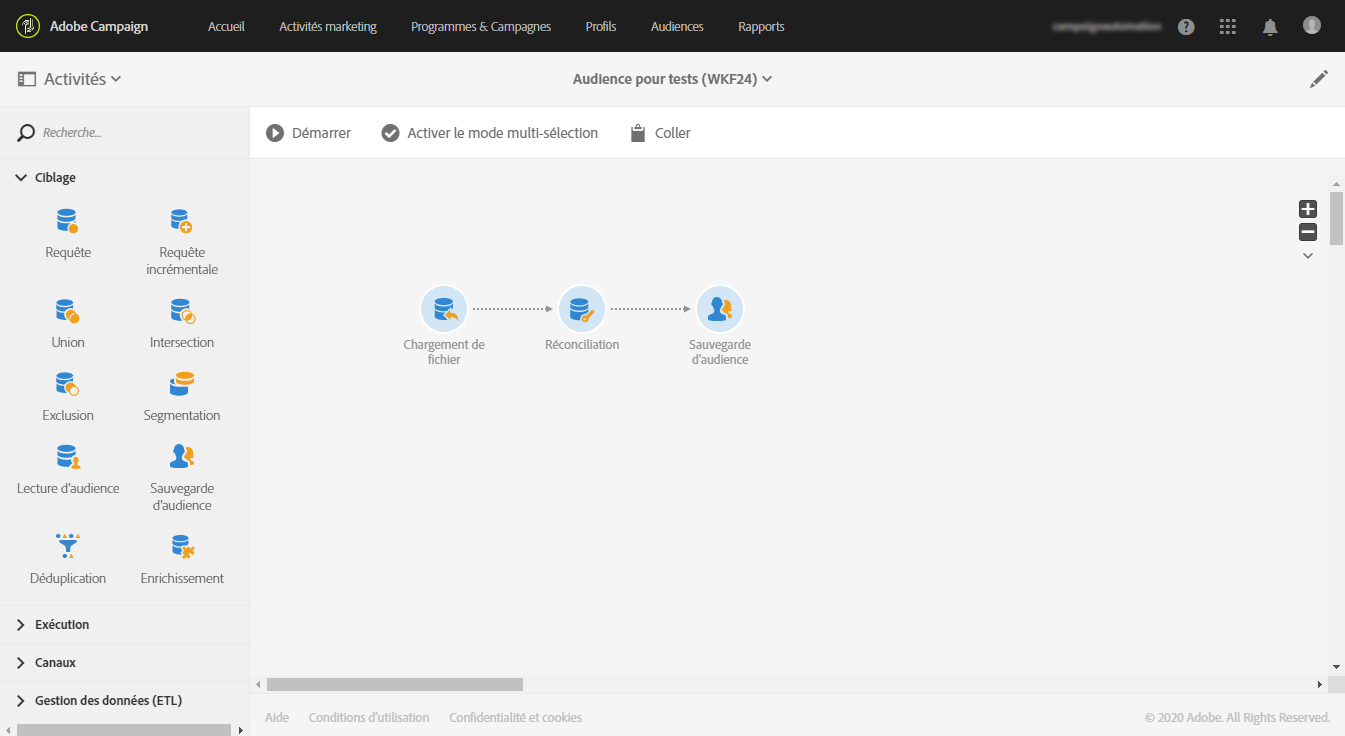 Adobe Campaign Accueil Activités marketing Programmes & Campagnes Profils Audiences Rapports
Activités Audience pour tests (WKF24)
Recherche... Démarrer Activer le mode multi-sélection Coller
Ciblage
Requête Requête
incrémentale
Union Intersection
Chargement de
fichier
Réconciliation
Sauvegarde
d'audience
Exclusion Segmentation
Lecture d'audience Sauvegarde
d'audience
Déduplication Enrichissement
Exécution
Canaux
Gestion des données (ETL)
Aide Conditions d'utilisation Confidentialité et cookies © 2020 Adobe. All Rights Reserved.